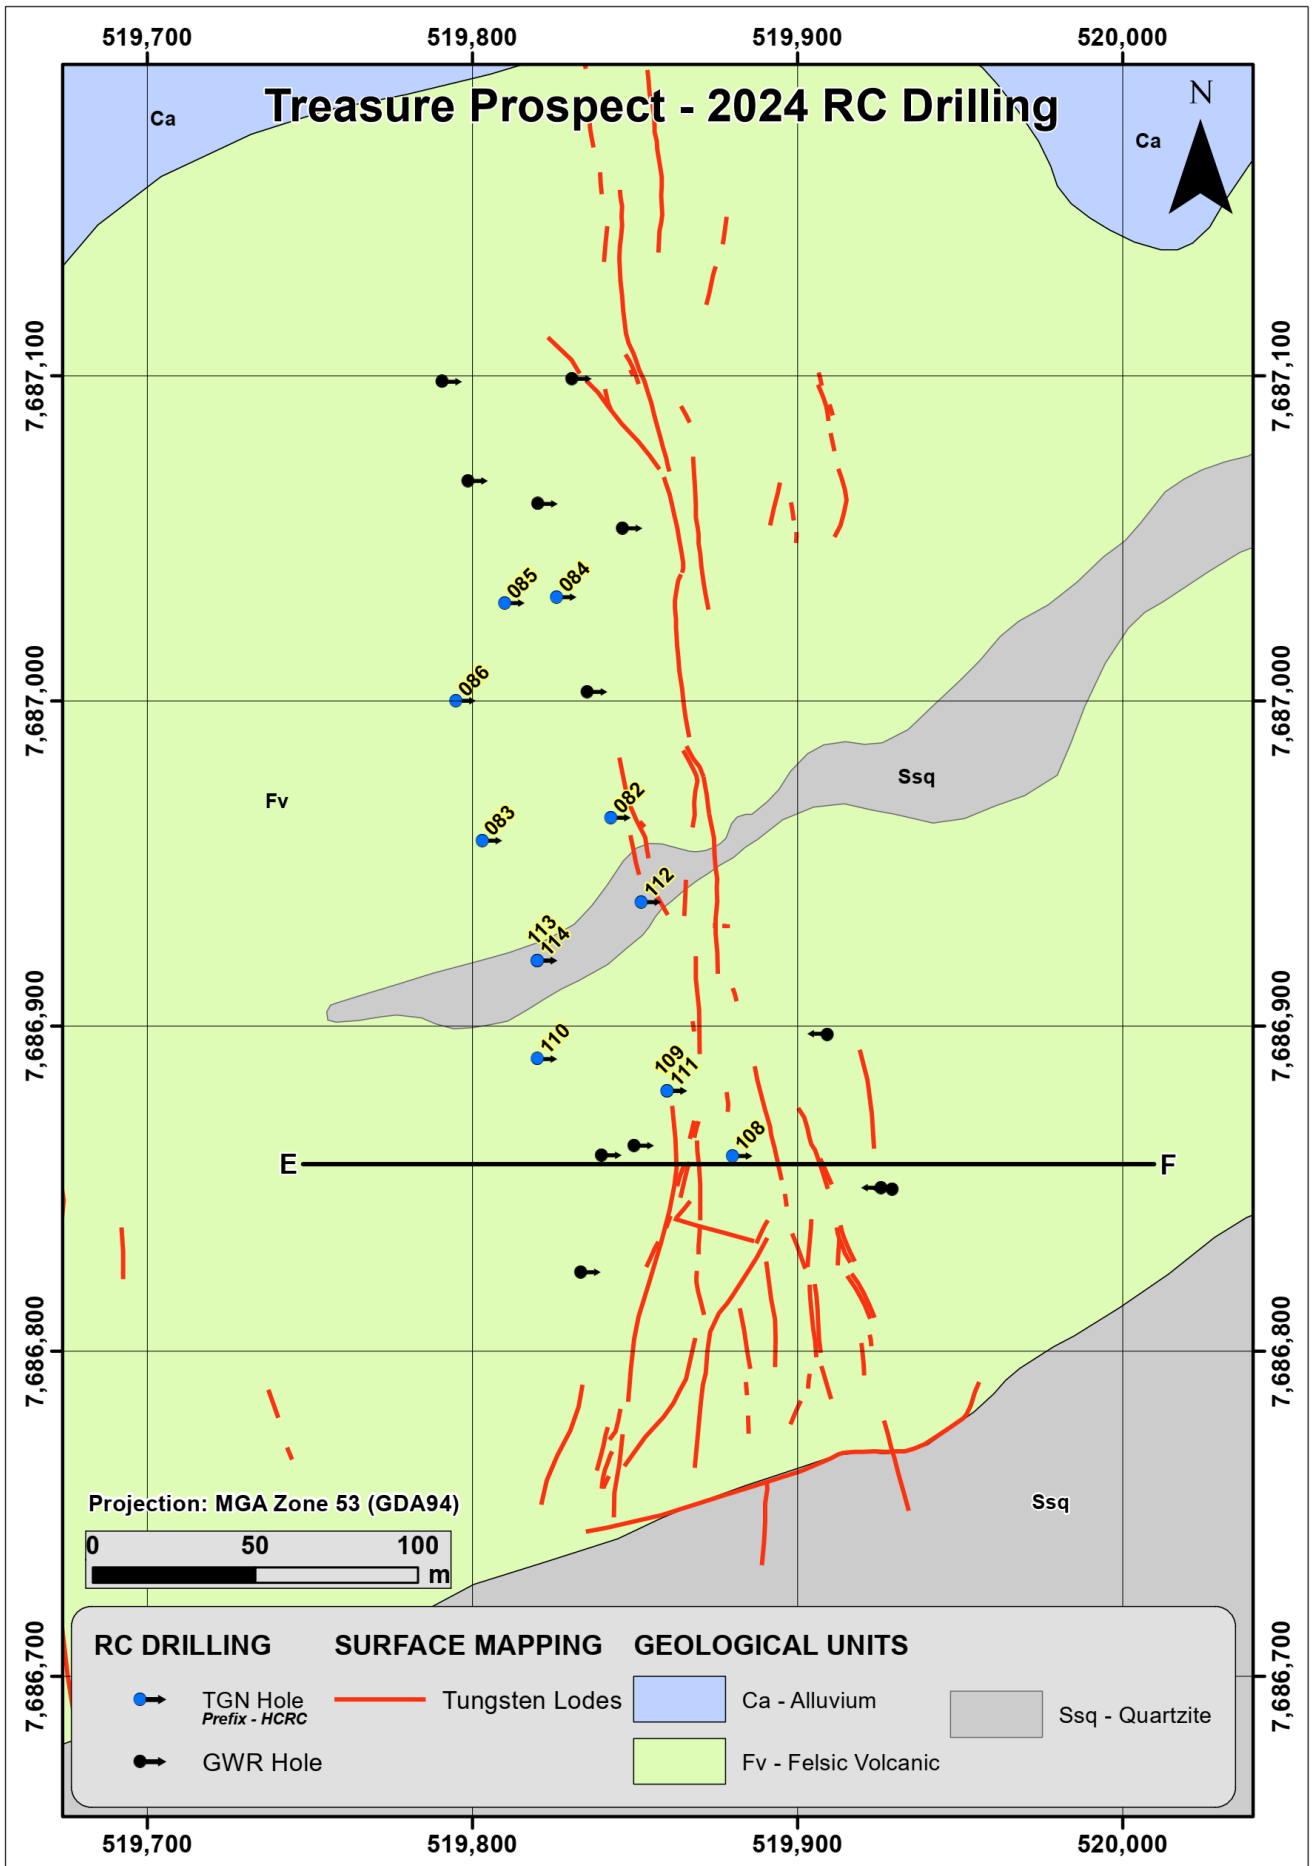 519,700
519,800
519,900
520,000
Treasure Prospect - 2024 RC Drilling
N
Ca
Ca
7,687,100
7,687,100
085
084
086
7,687,000
7,687,000
Ssq
Fv
082
083
112
113
114
7,686,900
7,686,900
110
109
111
108
E
F
7,686,800
7,686,800
Projection: MGA Zone 53 (GDA94)
Ssq
0
50
100
m
7,686,700
7,686,700
RC DRILLING
TGN Hole
Prefix - HCRC
GWR Hole
SURFACE MAPPING
Tungsten Lodes
GEOLOGICAL UNITS
Ca - Alluvium
Fv - Felsic Volcanic
Ssq - Quartzite
519,700
519,800
519,900
520,000